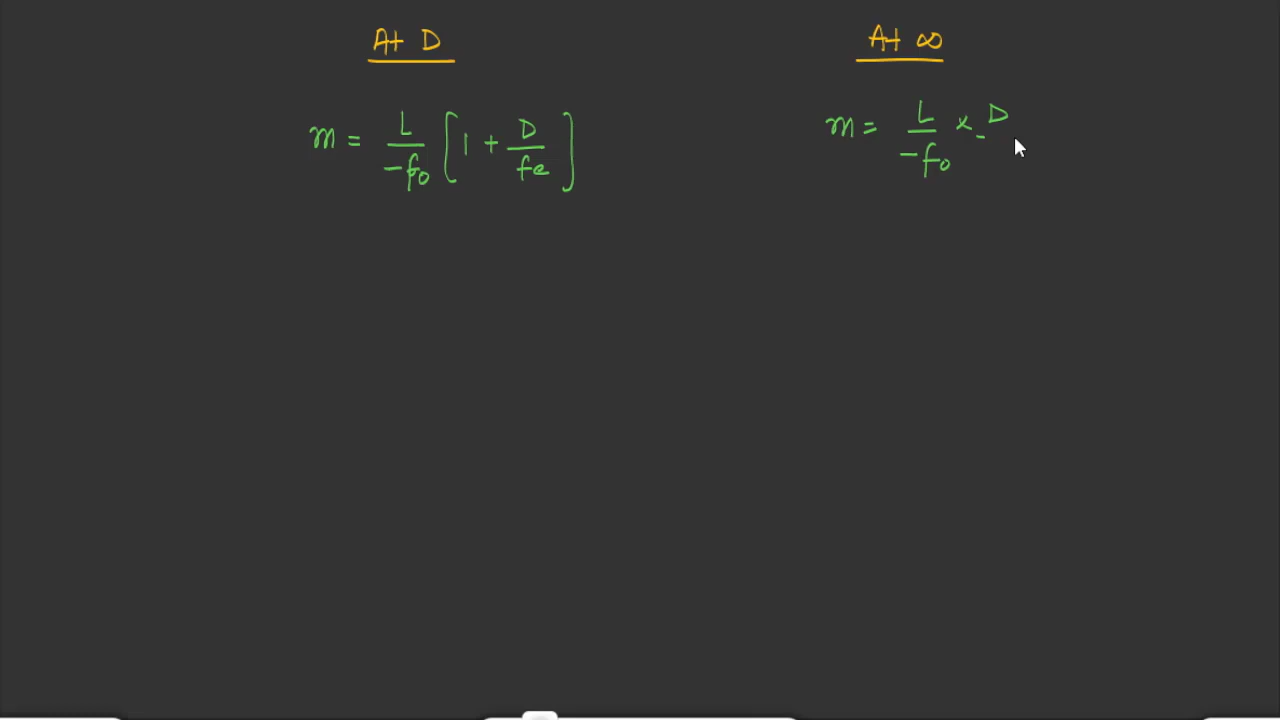 At D
At ∞
m = L/-fo [1 + D/fe]
m = L/-fo × D/